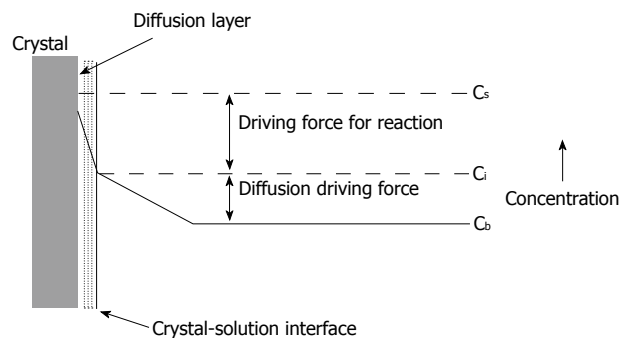 Diffusion layer
Crystal
Cs
Driving force for reaction
Ci
Diffusion driving force
Concentration
Cb
Crystal-solution interface